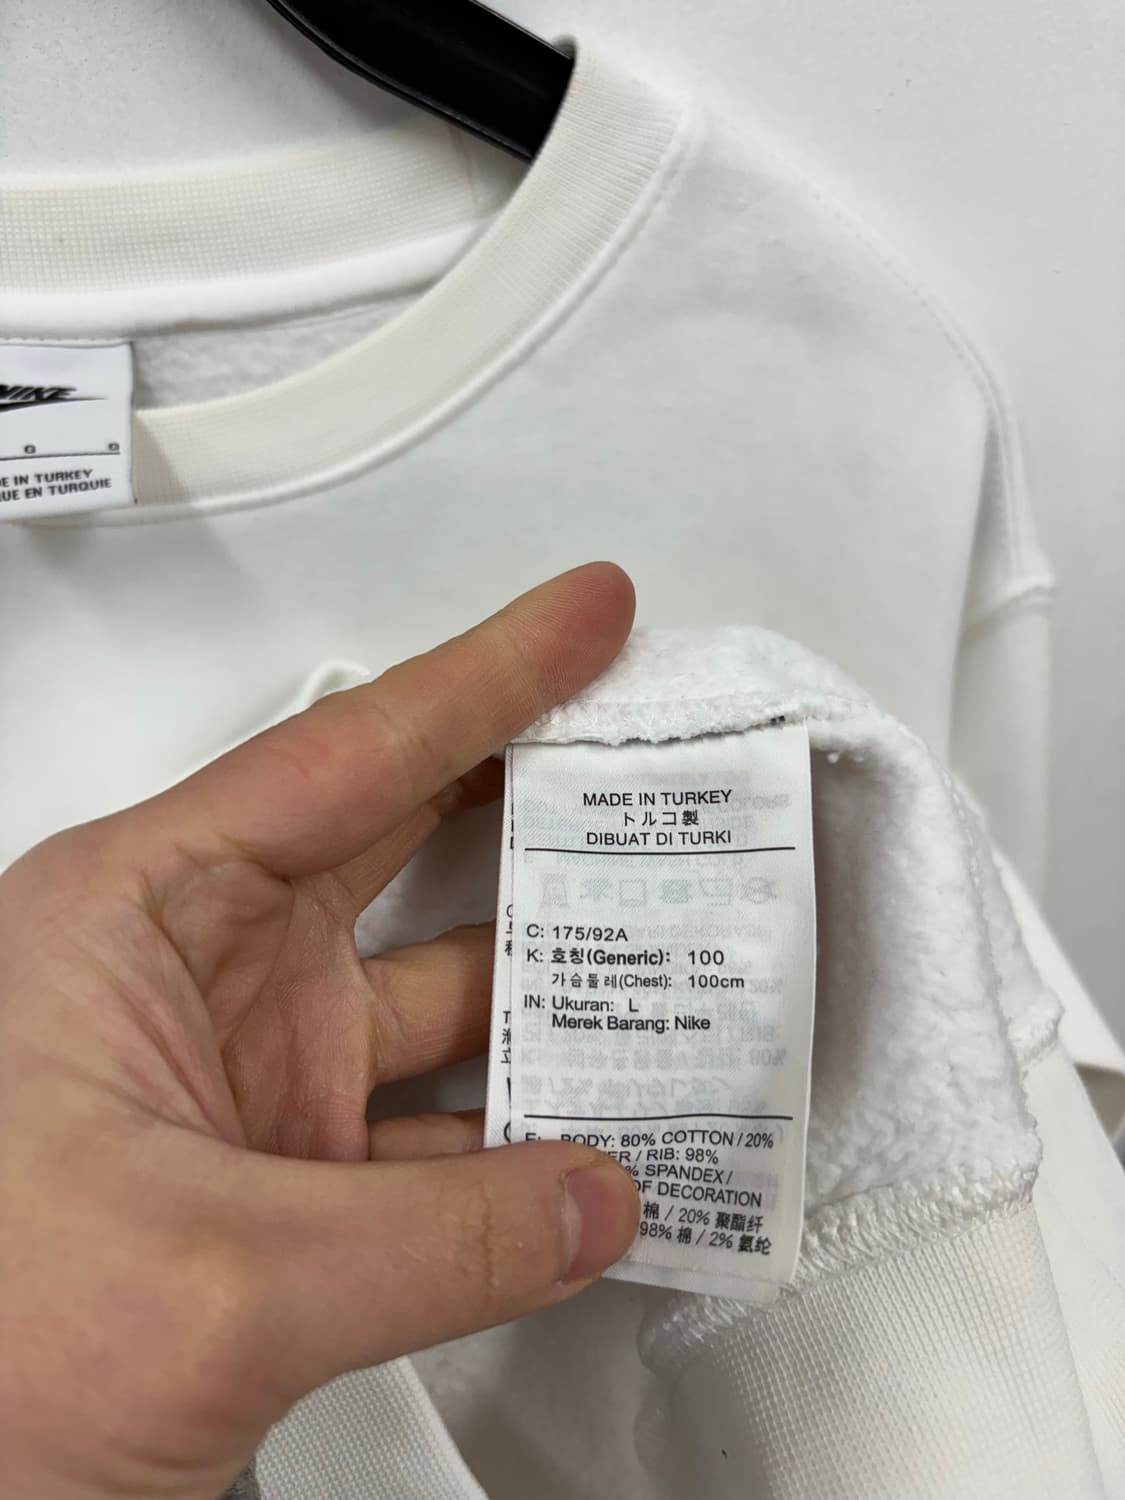 NIKE
G G
E IN TURKEY
UE EN TURQUIE
MADE IN TURKEY
トルコ製
DIBUAT DI TURKI
C: 175/92A
K: 호칭(Generic): 100
가슴둘레(Chest): 100cm
IN: Ukuran: L
Merek Barang: Nike
BODY: 80% COTTON / 20%
ER / RIB: 98%
% SPANDEX /
OF DECORATION
棉 / 20% 聚酯纤
98% 棉 / 2% 氨纶